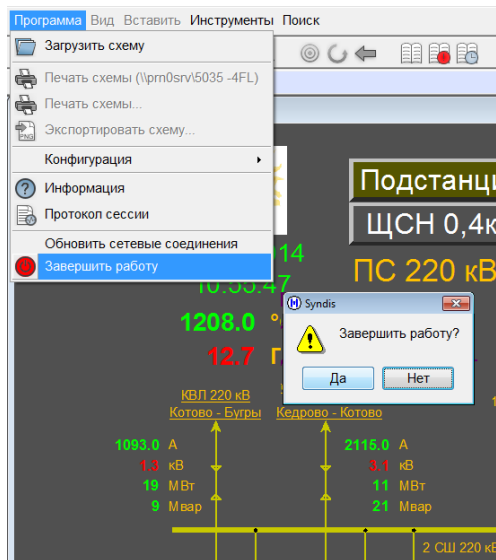 Программа Вид Вставить Инструменты Поиск
Загрузить схему
Печать схемы (\\prn0srv\5035 -4FL)
Печать схемы...
Экспортировать схему...
PNG
Конфигурация
Информация
Протокол сессии
Обновить сетевые соединения
Завершить работу
Подстанци
ЩСН 0,4к
014
ПС 220 кВ
10:55:47
Syndis
Завершить работу?
Да Нет
1208.0 °
12.7 Г
КВЛ 220 кВ
Котово - Бугры Кедрово - Котово
1093.0 А 2115.0 А
1.3 кВ 3.1 кВ
19 МВт 11 МВт
9 Мвар 21 Мвар
2 СШ 220 кВ